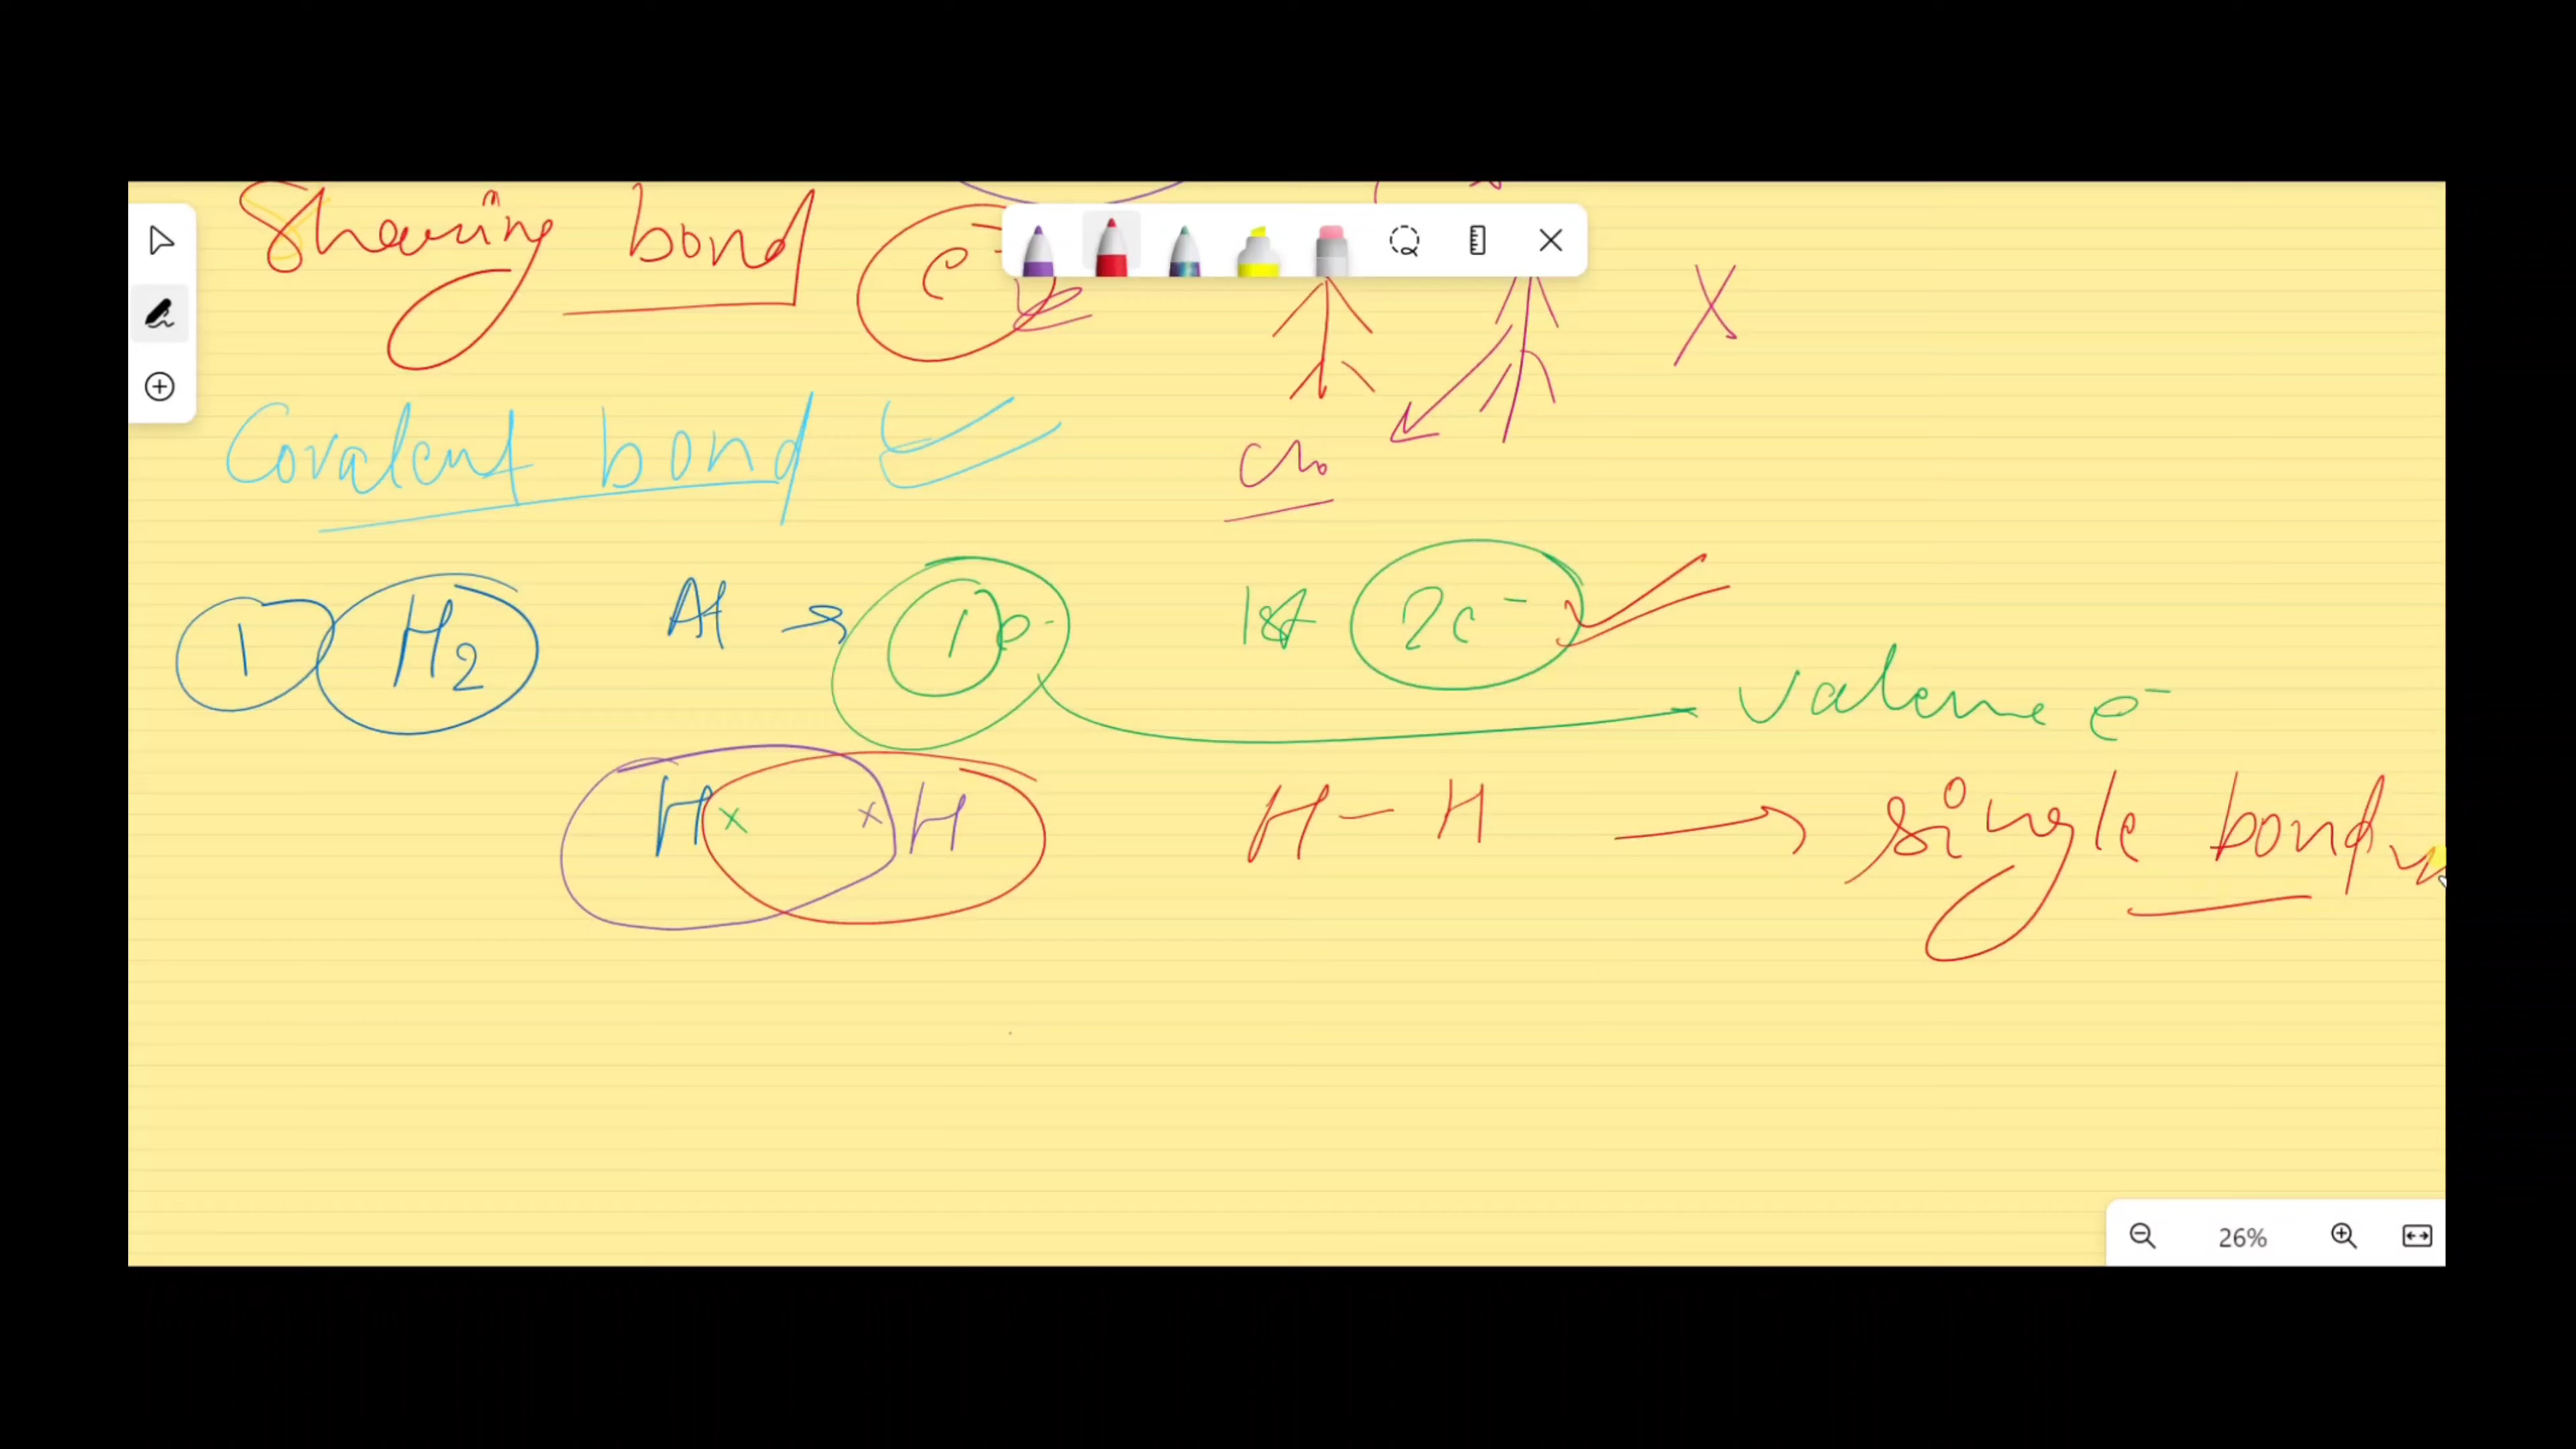 Sharing bond e-
Covalent bond
1 H2 At → 1e- 1st 2e-
valence e-
H x x H H - H → single bond
26%